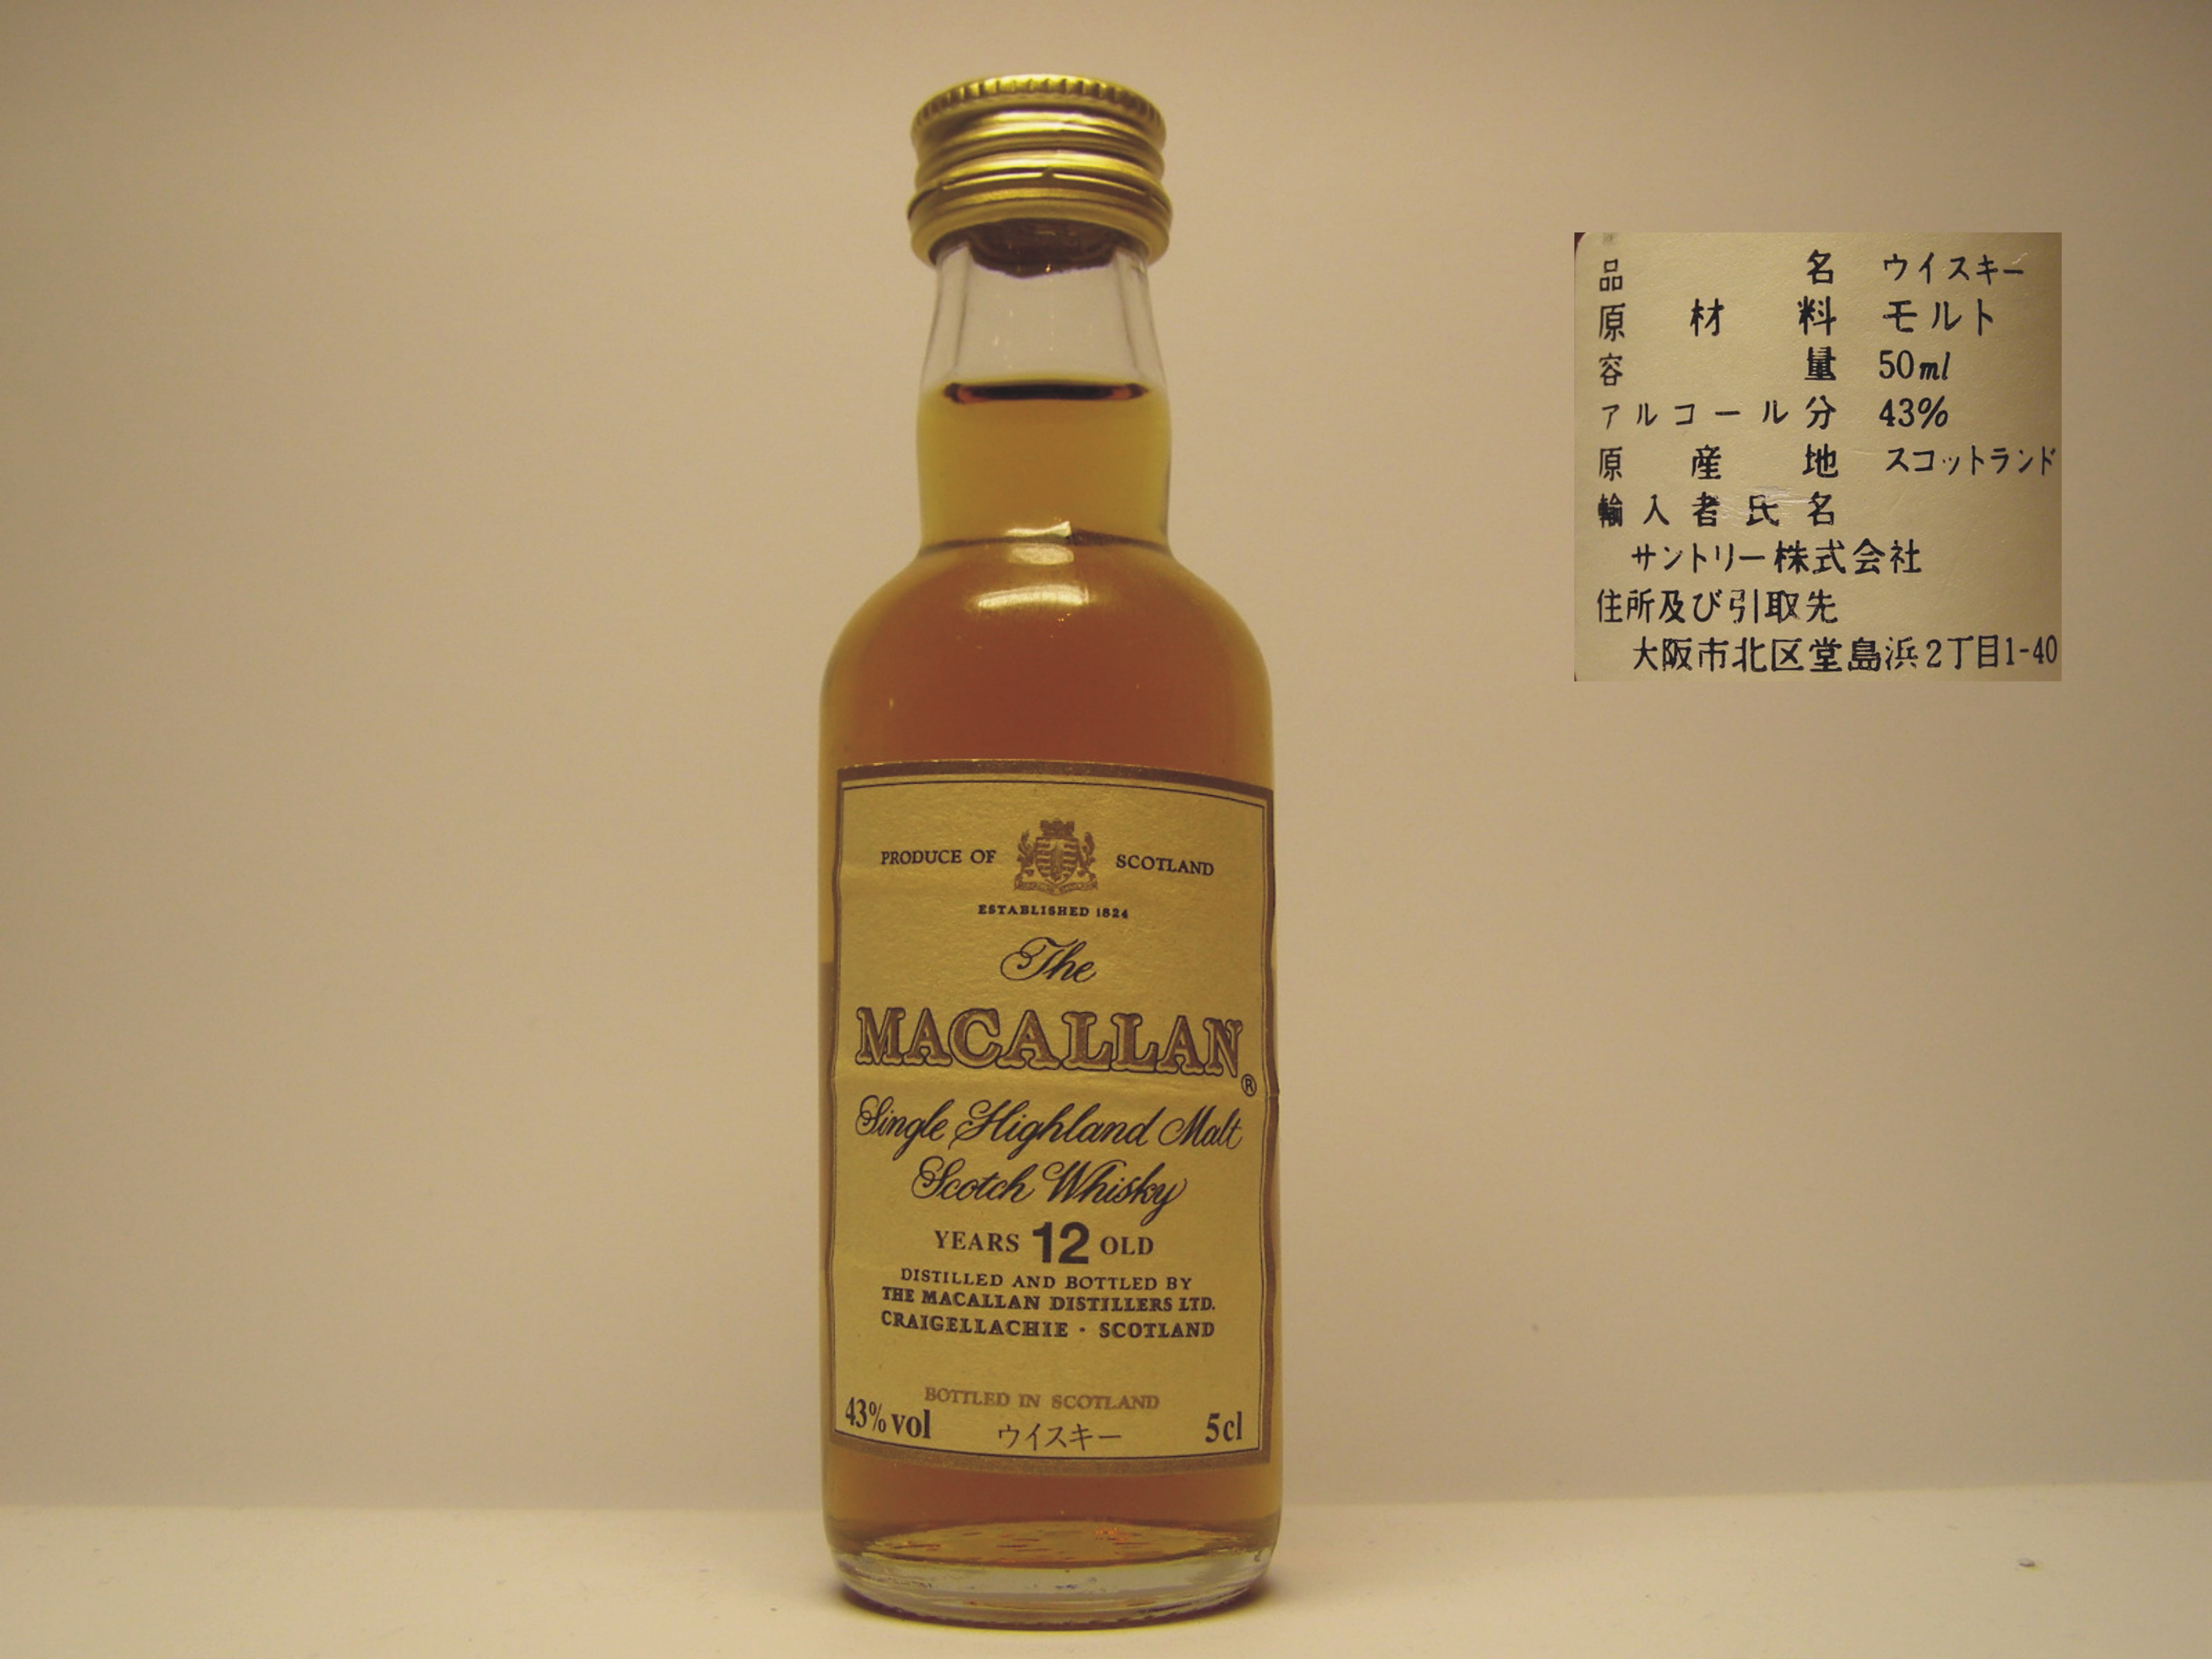 PRODUCE OF SCOTLAND
ESTABLISHED 1824
The
MACALLAN®
Single Highland Malt
Scotch Whisky
YEARS 12 OLD
DISTILLED AND BOTTLED BY
THE MACALLAN DISTILLERS LTD.
CRAIGELLACHIE · SCOTLAND
BOTTLED IN SCOTLAND
43% vol ウイスキー 5cl
品名 ウイスキー
原材料 モルト
容量 50ml
アルコール分 43%
原産地 スコットランド
輸入者氏名
サントリー株式会社
住所及び引取先
大阪市北区堂島浜2丁目1-40